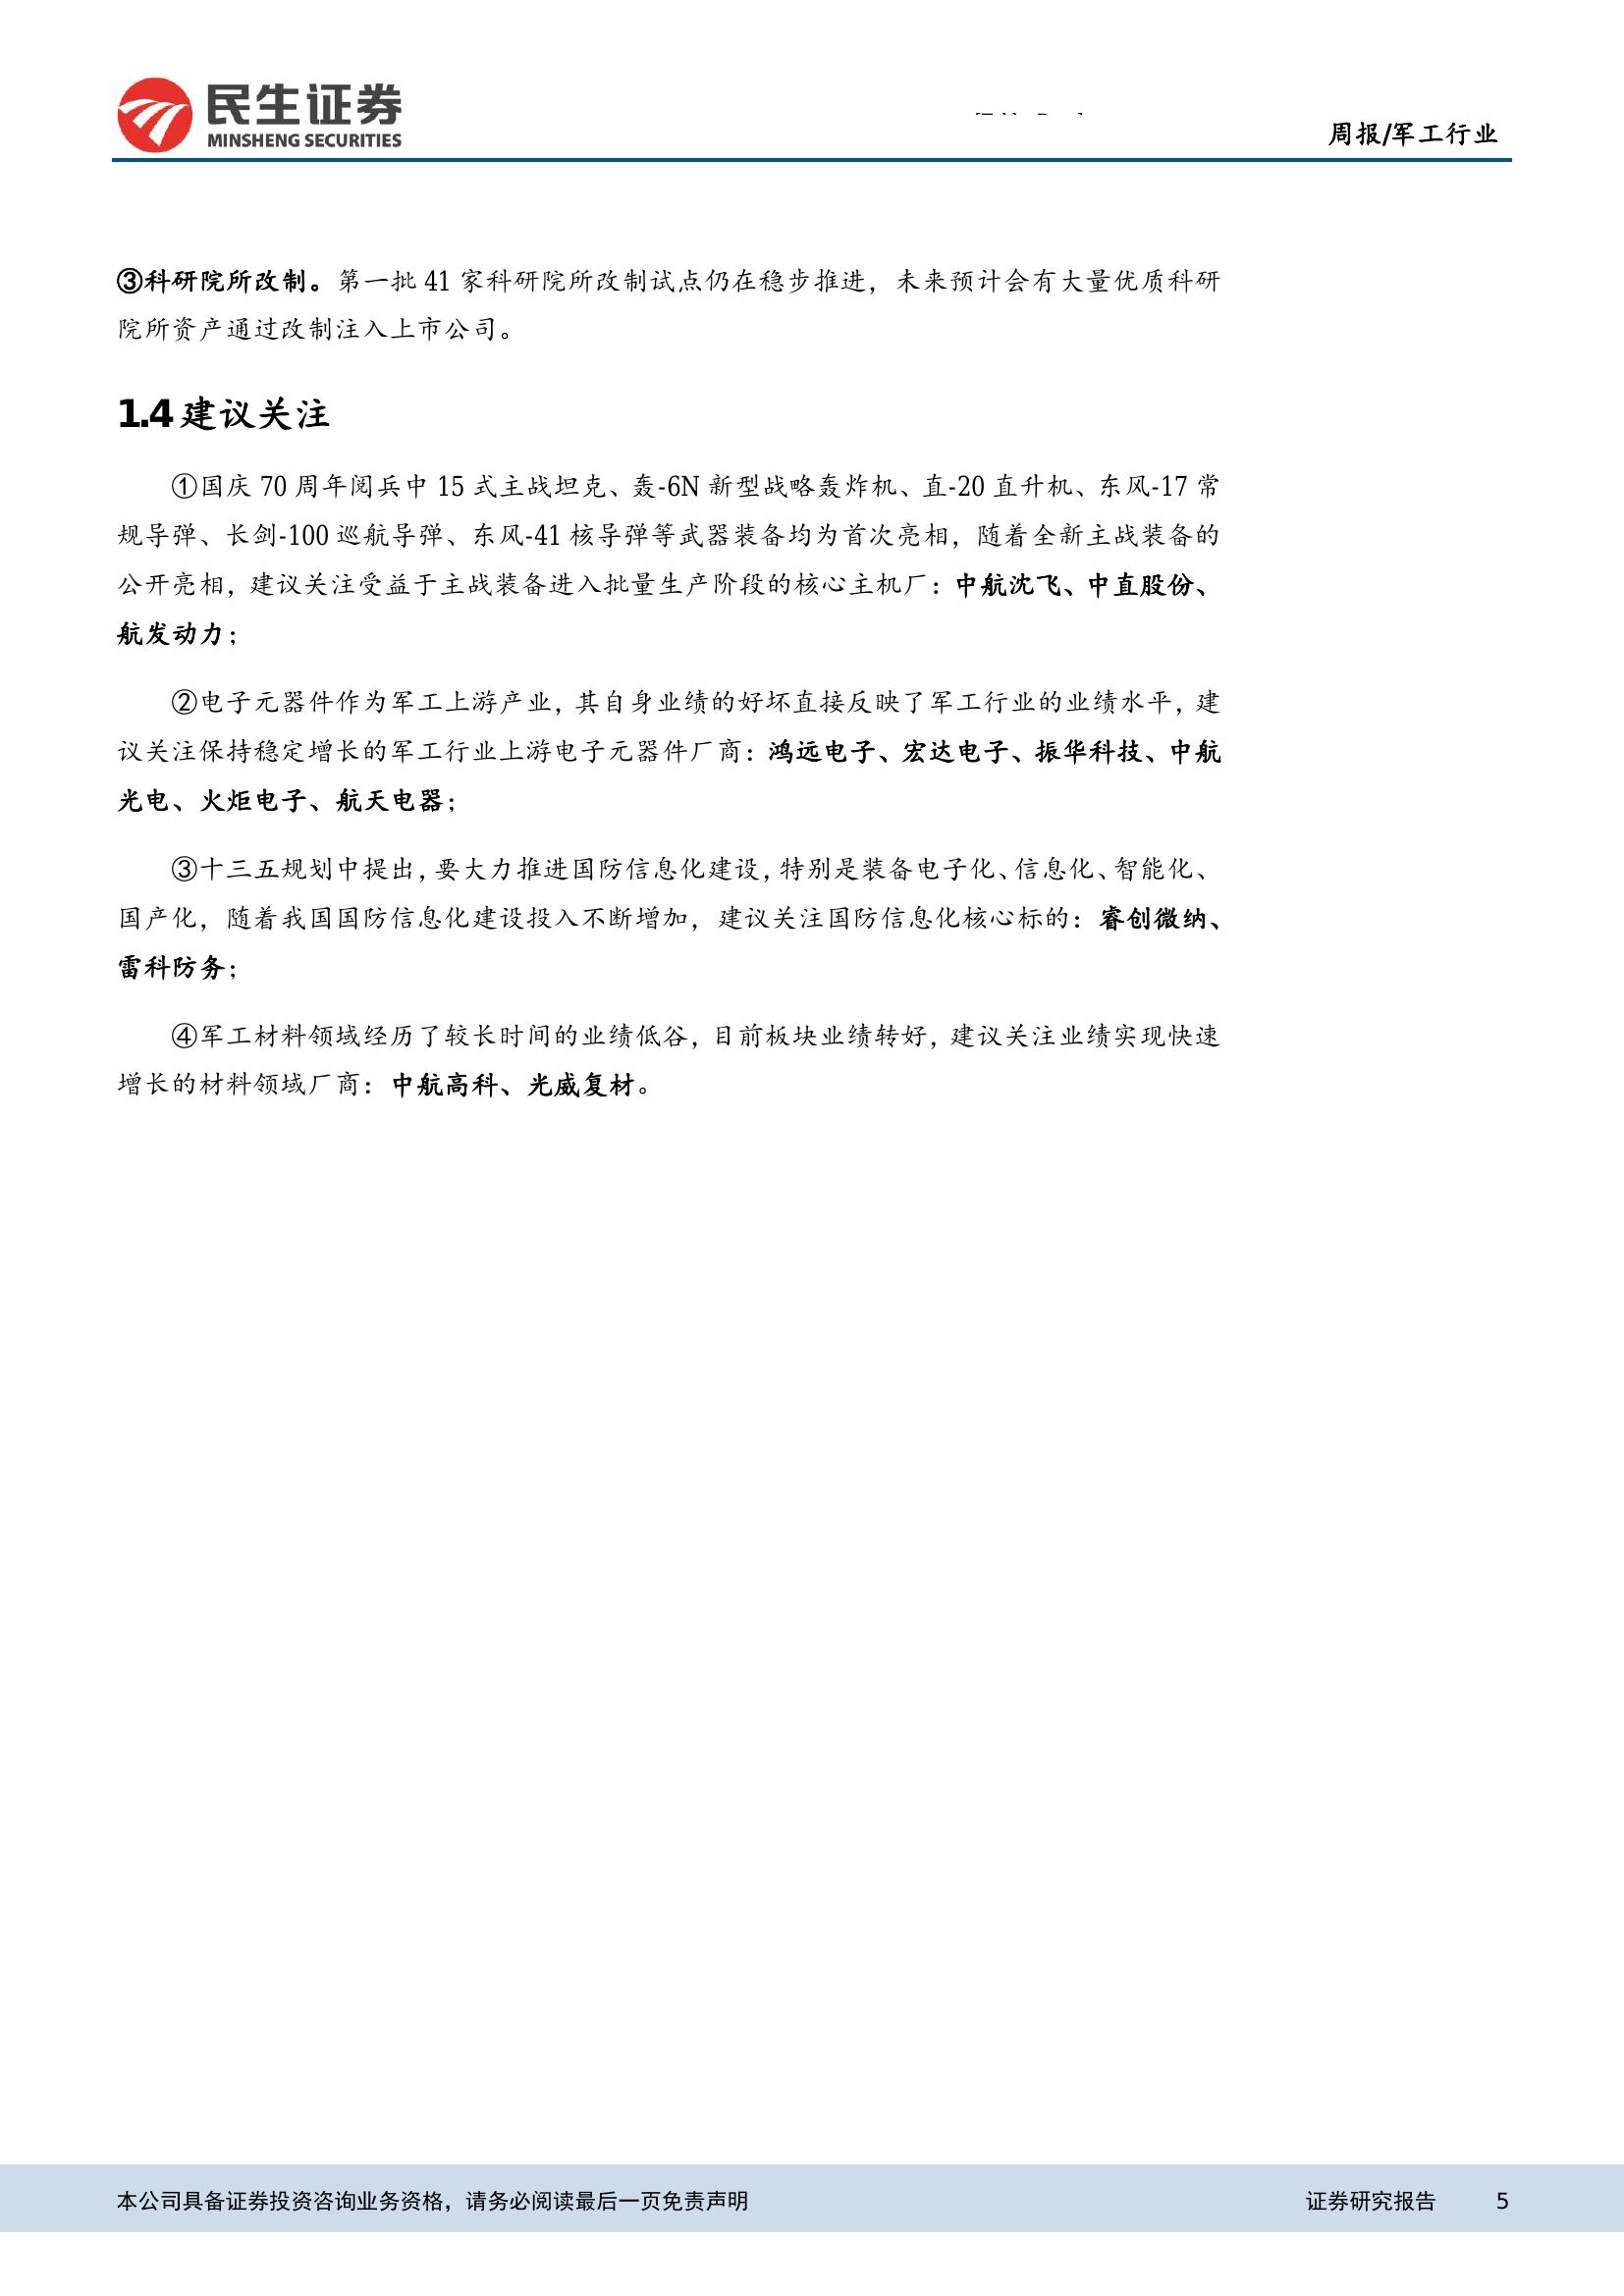 民生证券
MINSHENG SECURITIES
周报/军工行业
③科研院所改制。第一批 41 家科研院所改制试点仍在稳步推进，未来预计会有大量优质科研
院所资产通过改制注入上市公司。
1.4 建议关注
①国庆 70 周年阅兵中 15 式主战坦克、轰-6N 新型战略轰炸机、直-20 直升机、东风-17 常
规导弹、长剑-100 巡航导弹、东风-41 核导弹等武器装备均为首次亮相，随着全新主战装备的
公开亮相，建议关注受益于主战装备进入批量生产阶段的核心主机厂：中航沈飞、中直股份、
航发动力；
②电子元器件作为军工上游产业，其自身业绩的好坏直接反映了军工行业的业绩水平，建
议关注保持稳定增长的军工行业上游电子元器件厂商：鸿远电子、宏达电子、振华科技、中航
光电、火炬电子、航天电器；
③十三五规划中提出，要大力推进国防信息化建设，特别是装备电子化、信息化、智能化、
国产化，随着我国国防信息化建设投入不断增加，建议关注国防信息化核心标的：睿创微纳、
雷科防务；
④军工材料领域经历了较长时间的业绩低谷，目前板块业绩转好，建议关注业绩实现快速
增长的材料领域厂商：中航高科、光威复材。
本公司具备证券投资咨询业务资格，请务必阅读最后一页免责声明
证券研究报告 5